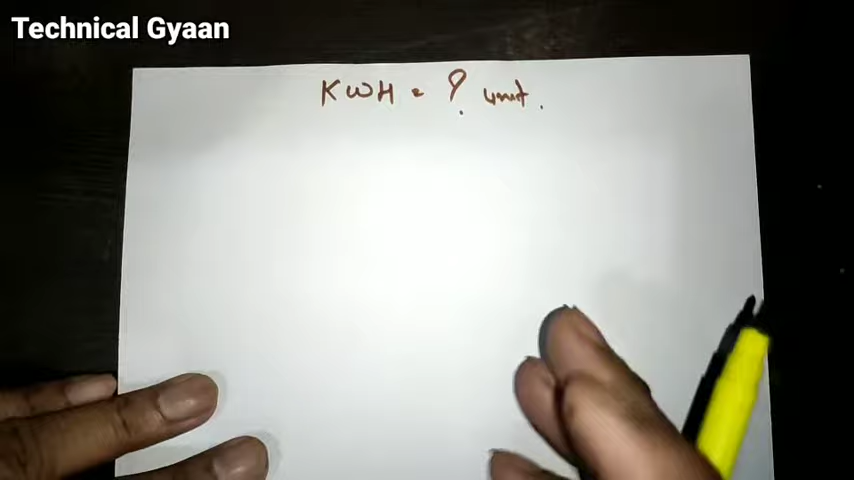 Technical Gyaan
KWH = ? unit.